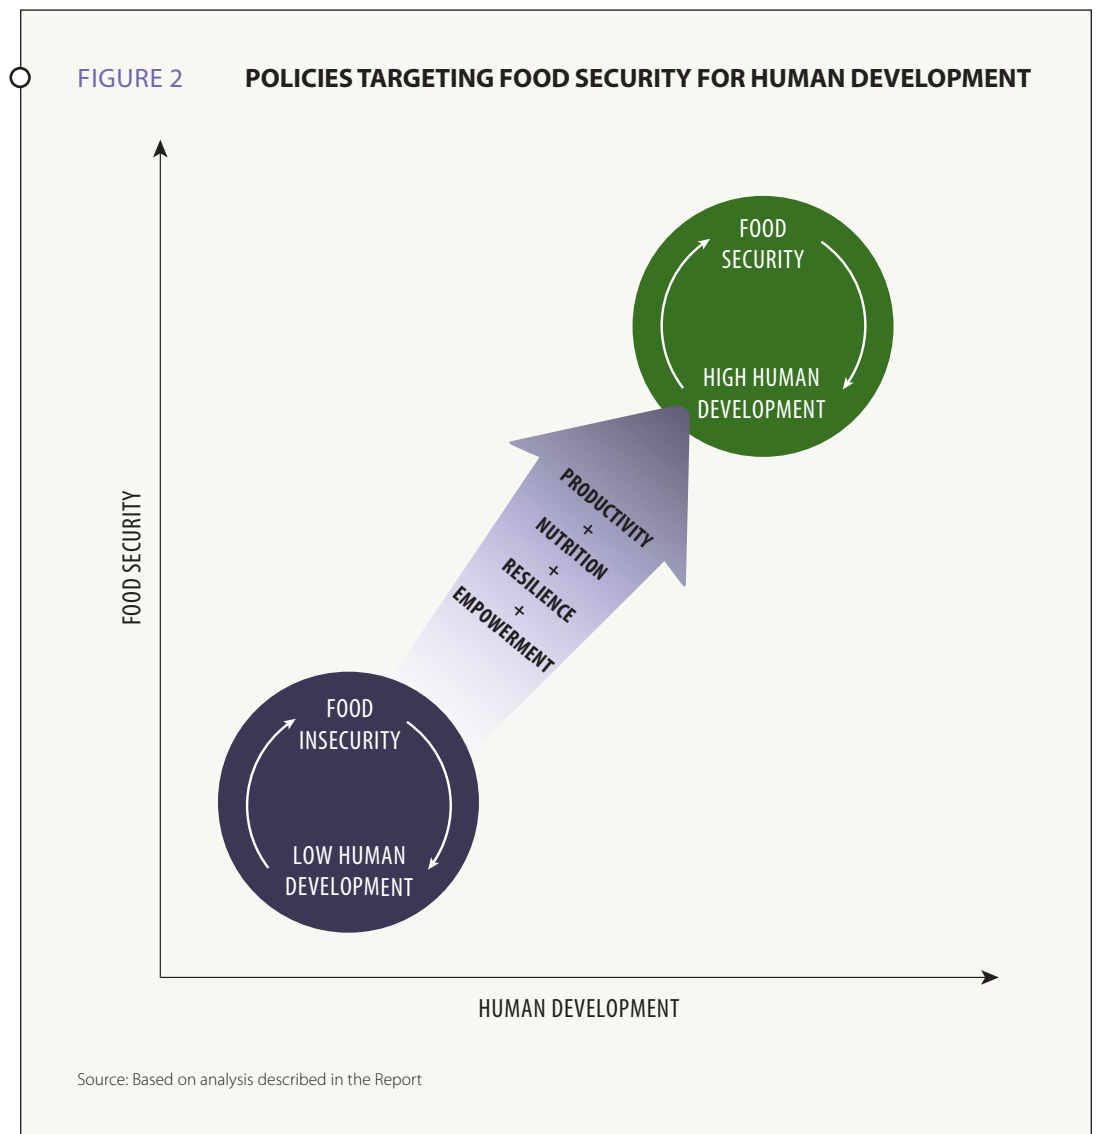 FIGURE 2 POLICIES TARGETING FOOD SECURITY FOR HUMAN DEVELOPMENT
FOOD
SECURITY
HIGH HUMAN
DEVELOPMENT
PRODUCTIVITY
+
NUTRITION
+
RESILIENCE
+
EMPOWERMENT
FOOD SECURITY
FOOD
INSECURITY
LOW HUMAN
DEVELOPMENT
HUMAN DEVELOPMENT
Source: Based on analysis described in the Report